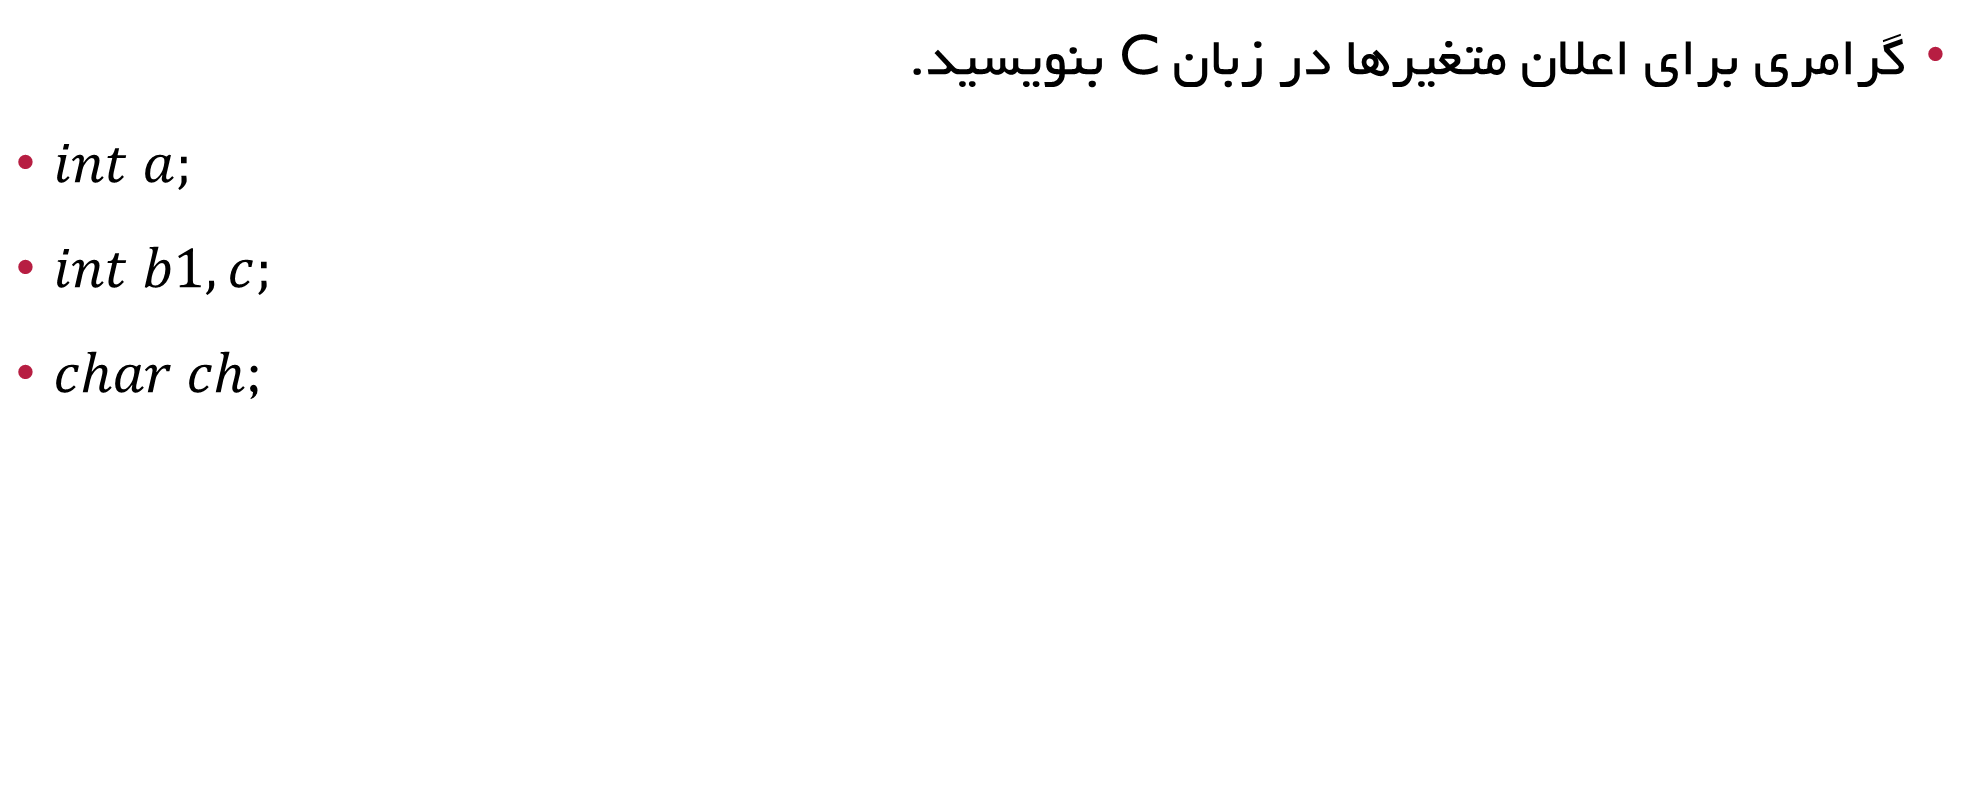 • گرامری برای اعلان متغیرها در زبان C بنویسید.
• int a;
• int b1, c;
• char ch;